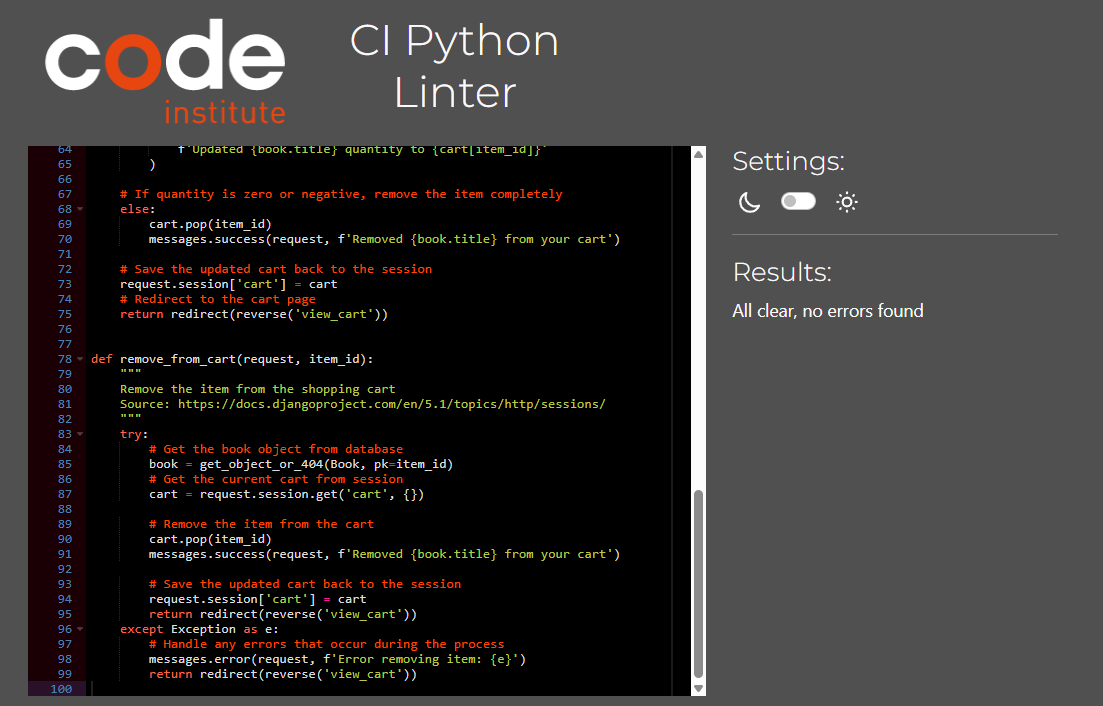 code
institute
CI Python
Linter
64 f'Updated {book.title} quantity to {cart[item_id]}'
65 )
66
67 # If quantity is zero or negative, remove the item completely
68 else:
69 cart.pop(item_id)
70 messages.success(request, f'Removed {book.title} from your cart')
71
72 # Save the updated cart back to the session
73 request.session['cart'] = cart
74 # Redirect to the cart page
75 return redirect(reverse('view_cart'))
76
77
78 def remove_from_cart(request, item_id):
79 """
80 Remove the item from the shopping cart
81 Source: https://docs.djangoproject.com/en/5.1/topics/http/sessions/
82 """
83 try:
84 # Get the book object from database
85 book = get_object_or_404(Book, pk=item_id)
86 # Get the current cart from session
87 cart = request.session.get('cart', {})
88
89 # Remove the item from the cart
90 cart.pop(item_id)
91 messages.success(request, f'Removed {book.title} from your cart')
92
93 # Save the updated cart back to the session
94 request.session['cart'] = cart
95 return redirect(reverse('view_cart'))
96 except Exception as e:
97 # Handle any errors that occur during the process
98 messages.error(request, f'Error removing item: {e}')
99 return redirect(reverse('view_cart'))
100
Settings:
Results:
All clear, no errors found